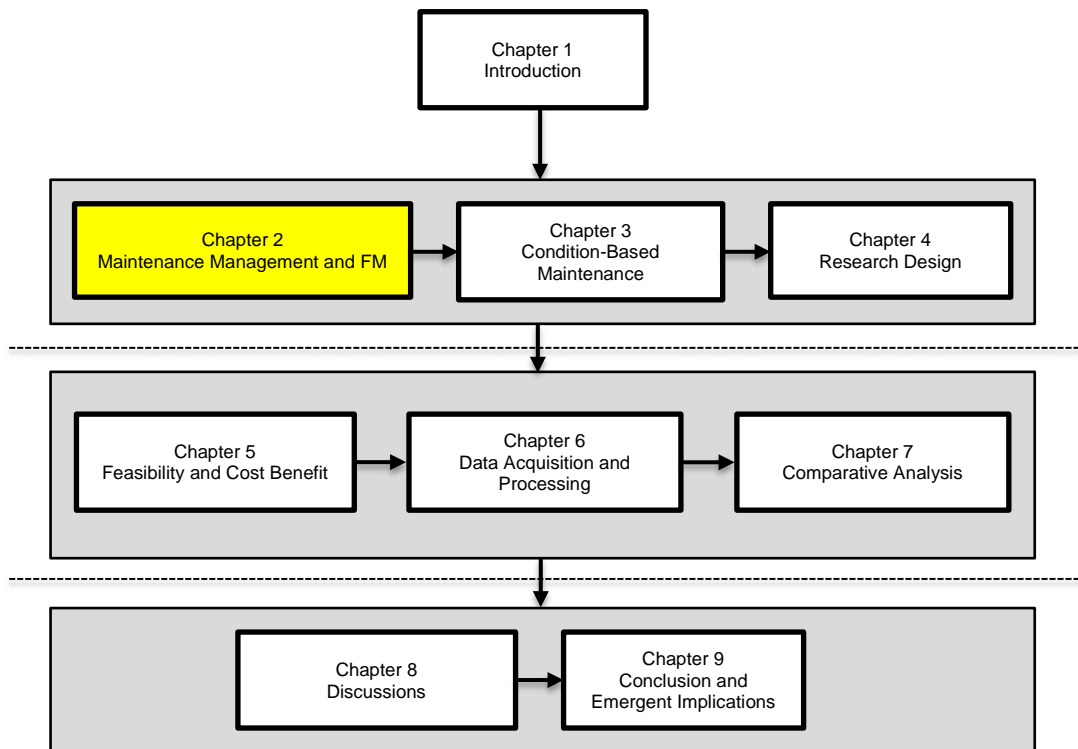 Chapter 1
Introduction
Chapter 2
Maintenance Management and FM
Chapter 3
Condition-Based
Maintenance
Chapter 4
Research Design
Chapter 5
Feasibility and Cost Benefit
Chapter 6
Data Acquisition and
Processing
Chapter 7
Comparative Analysis
Chapter 8
Discussions
Chapter 9
Conclusion and
Emergent Implications